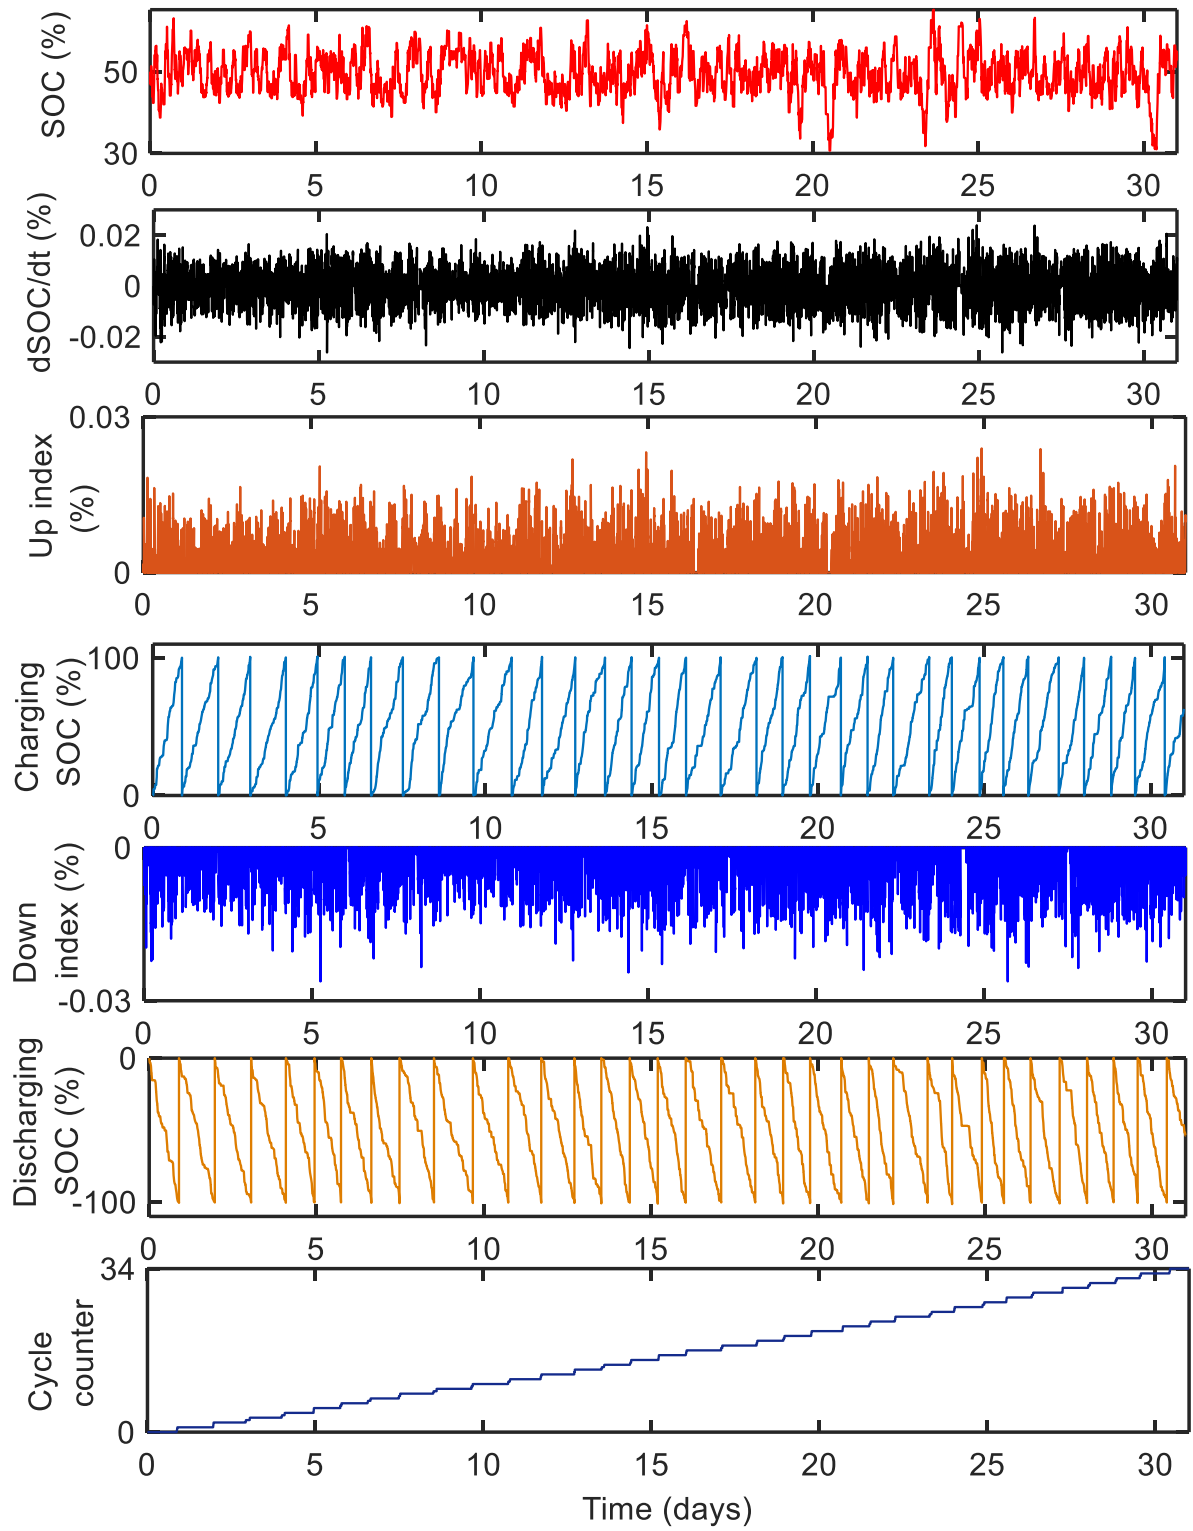 SOC (%)
50
30
0 5 10 15 20 25 30
dSOC/dt (%)
0.02
0
-0.02
0 5 10 15 20 25 30
Up index
(%)
0.03
0
0 5 10 15 20 25 30
Charging
SOC (%)
100
0
0 5 10 15 20 25 30
Down
index (%)
0
-0.03
0 5 10 15 20 25 30
Discharging
SOC (%)
0
-100
0 5 10 15 20 25 30
Cycle
counter
34
0
0 5 10 15 20 25 30
Time (days)